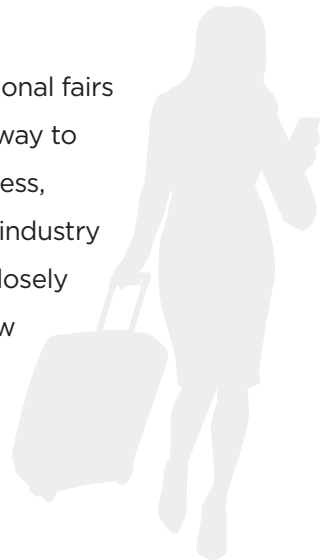 onal fairs
way to
ess,
industry
losely
w